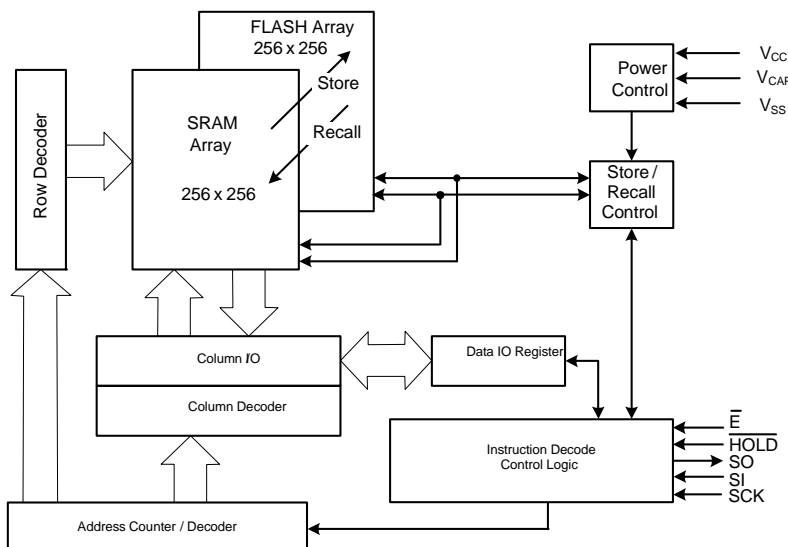 FLASH Array
256 x 256
Store
Recall
SRAM
Array
256 x 256
Row Decoder
Power
Control
VCC
VCAP
VSS
Store /
Recall
Control
Column I/O
Column Decoder
Data IO Register
Instruction Decode
Control Logic
E
HOLD
SO
SI
SCK
Address Counter / Decoder